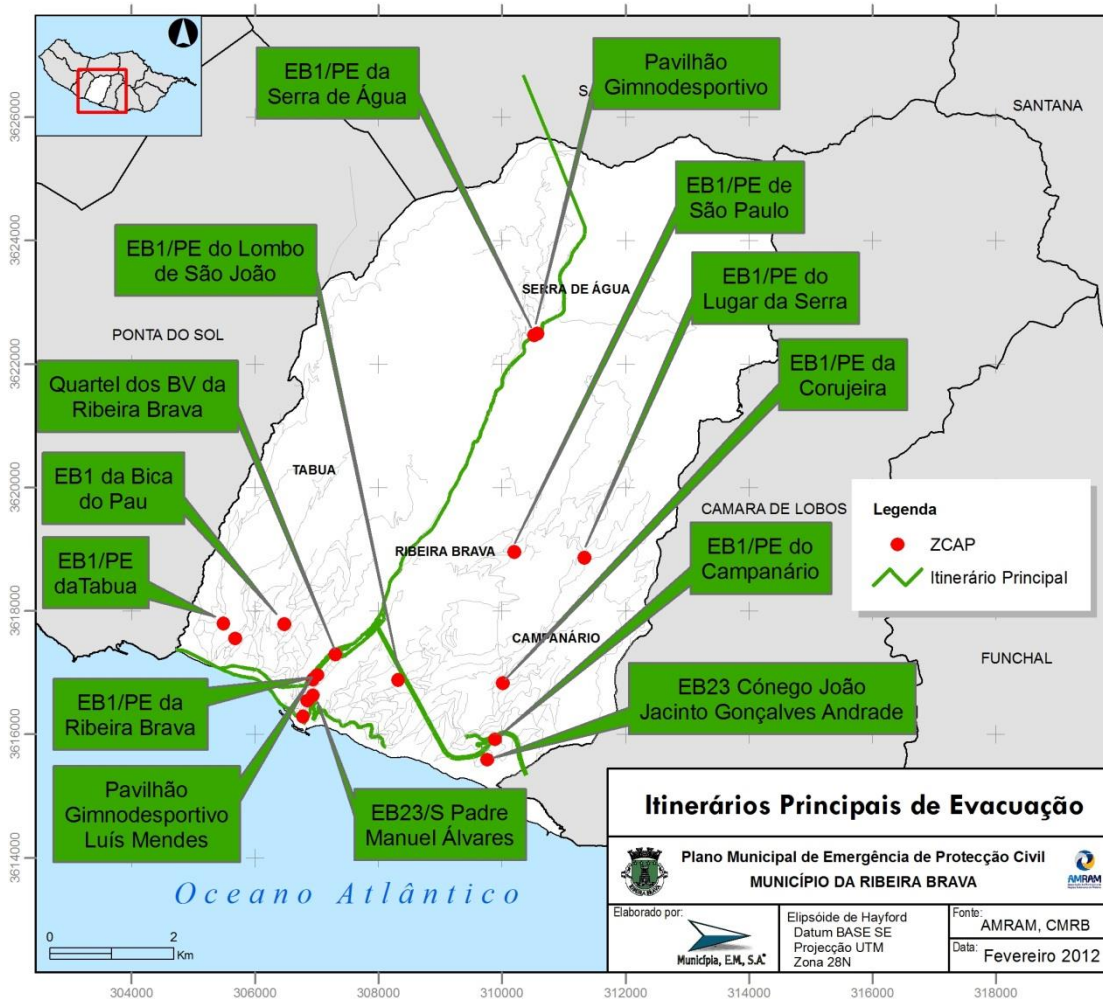 EB1/PE da
Serra de Água
Pavilhão
Gimnodesportivo
SANTANA
EB1/PE de
São Paulo
EB1/PE do Lombo
de São João
EB1/PE do
Lugar da Serra
SERRA DE ÁGUA
PONTA DO SOL
EB1/PE da
Corujeira
Quartel dos BV da
Ribeira Brava
TABUA
EB1 da Bica
do Pau
CAMARA DE LOBOS
EB1/PE do
Campanário
RIBEIRA BRAVA
EB1/PE
daTabua
Legenda
ZCAP
Itinerário Principal
CAMPANÁRIO
FUNCHAL
EB23 Cónego João
Jacinto Gonçalves Andrade
EB1/PE da
Ribeira Brava
Pavilhão
Gimnodesportivo
Luís Mendes
EB23/S Padre
Manuel Álvares
Oceano Atlântico
0 2
Km
Itinerários Principais de Evacuação
Plano Municipal de Emergência de Protecção Civil
MUNICÍPIO DA RIBEIRA BRAVA
AMRAM
Elaborado por:
Municípia, E.M., S.A.
Elipsóide de Hayford
Datum BASE SE
Projecção UTM
Zona 28N
Fonte:
AMRAM, CMRB
Data: Fevereiro 2012
3626000
3624000
3622000
3620000
3618000
3616000
3614000
304000 306000 308000 310000 312000 314000 316000 318000